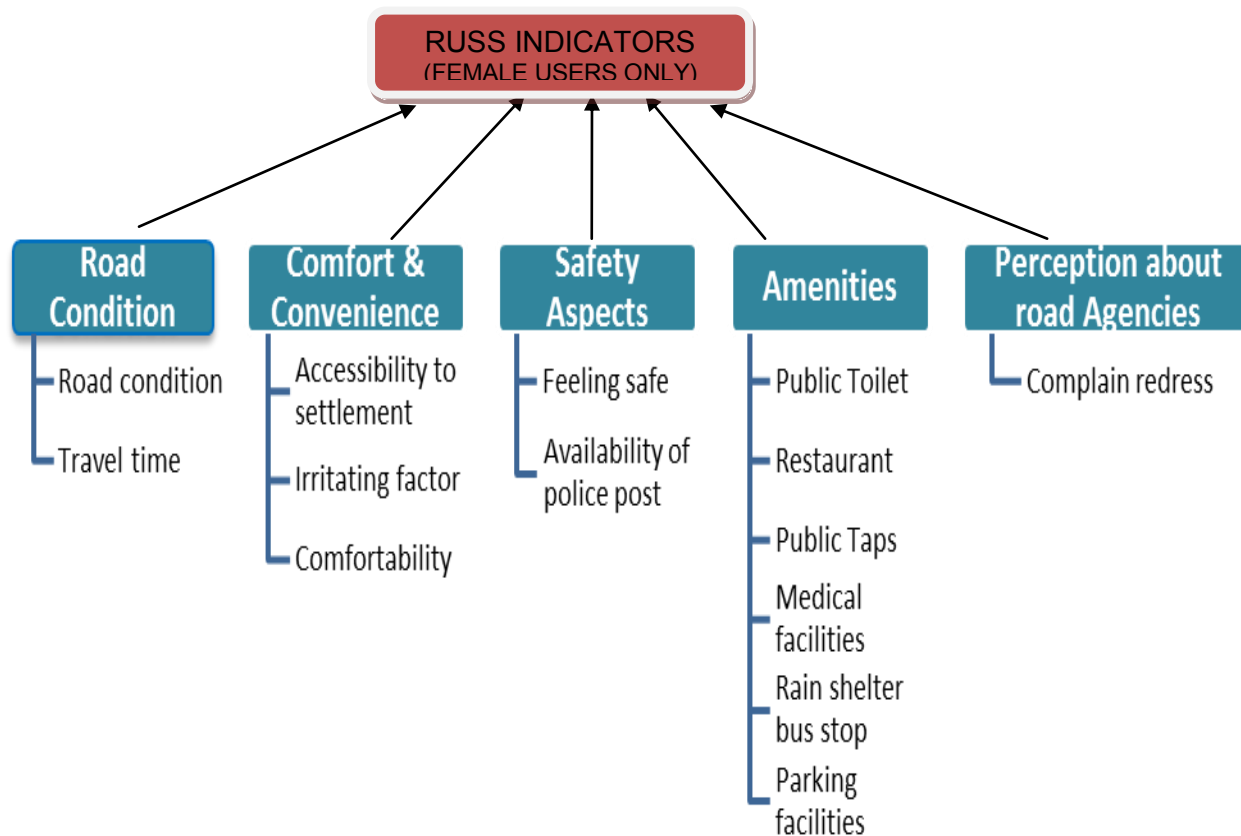 RUSS INDICATORS
(FEMALE USERS ONLY)
Road
Condition
Road condition
Travel time
Comfort &
Convenience
Accessibility to
settlement
Irritating factor
Comfortability
Safety
Aspects
Feeling safe
Availability of
police post
Amenities
Public Toilet
Restaurant
Public Taps
Medical
facilities
Rain shelter
bus stop
Parking
facilities
Perception about
road Agencies
Complain redress